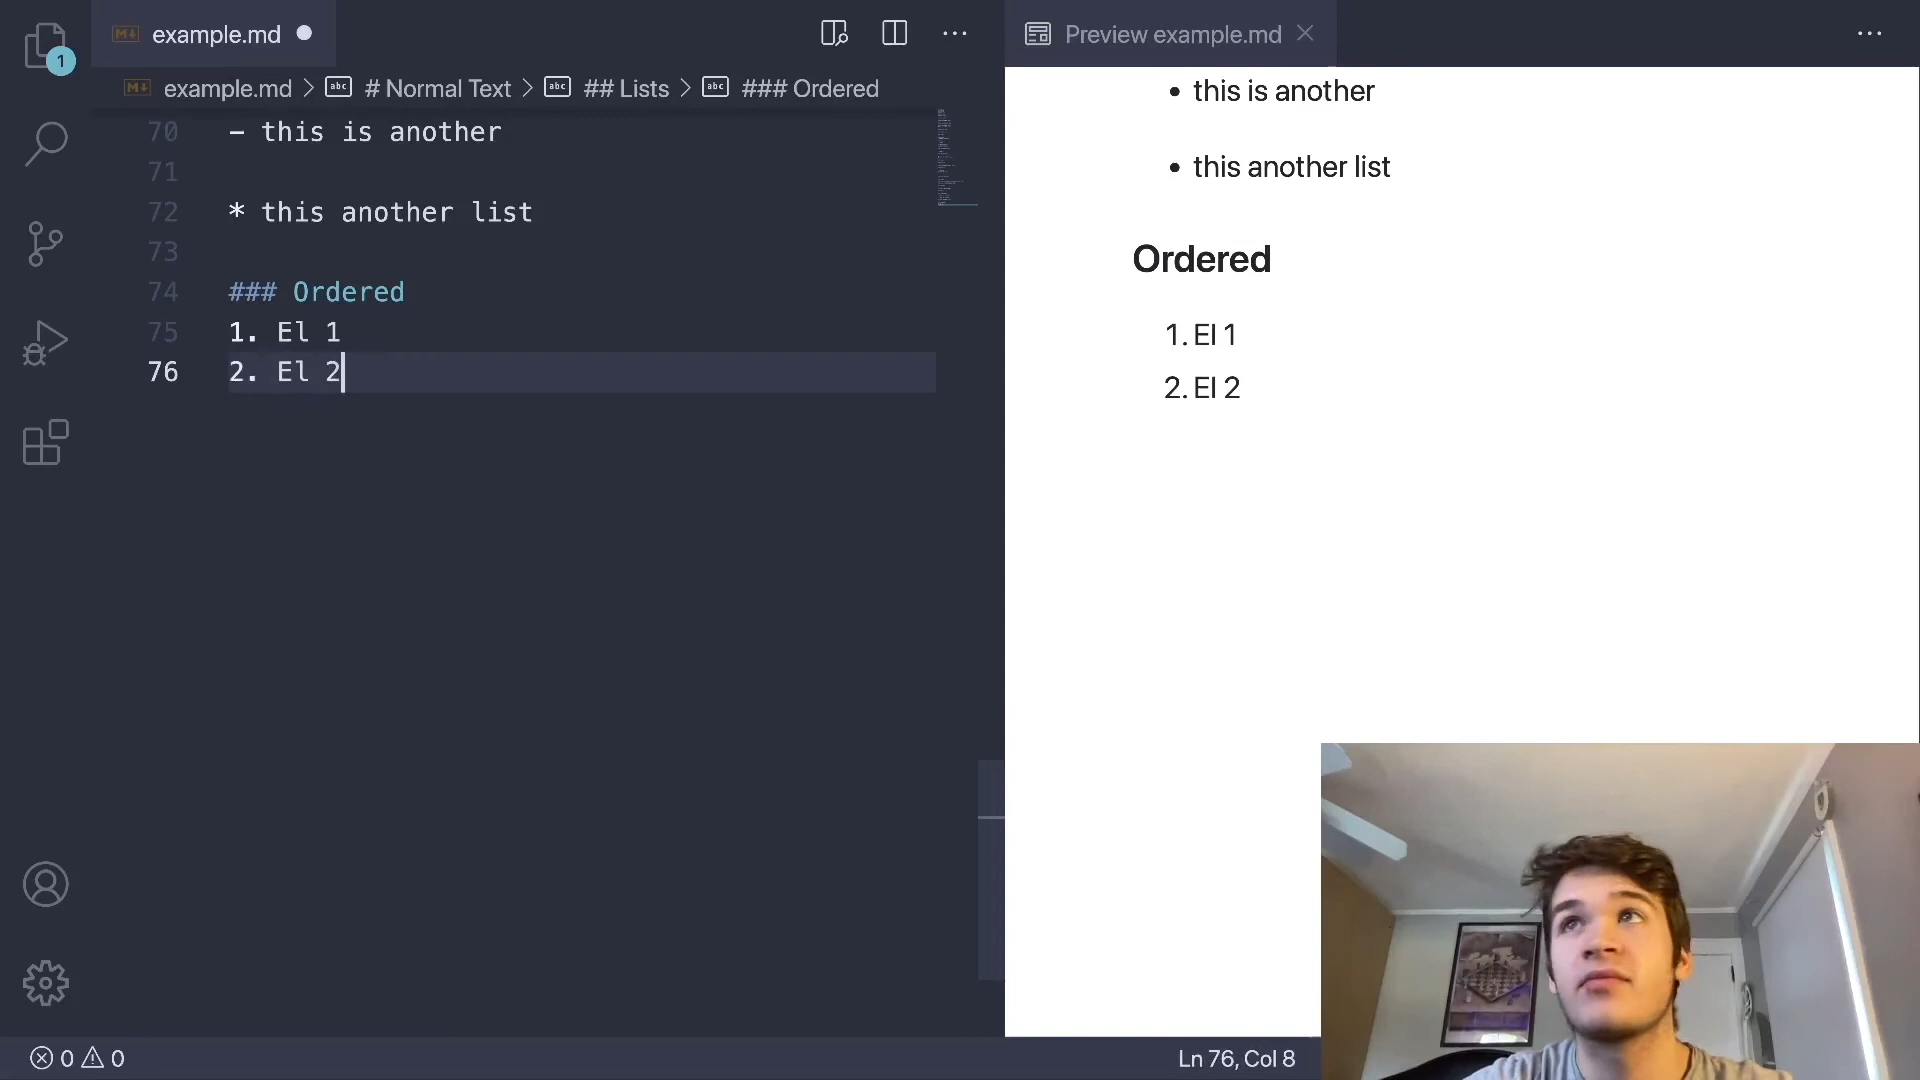 example.md
Preview example.md
1
example.md > # Normal Text > ## Lists > ### Ordered
70 - this is another
71
72 * this another list
73
74 ### Ordered
75 1. El 1
76 2. El 2
• this is another
• this another list
Ordered
1. El 1
2. El 2
0 0
Ln 76, Col 8